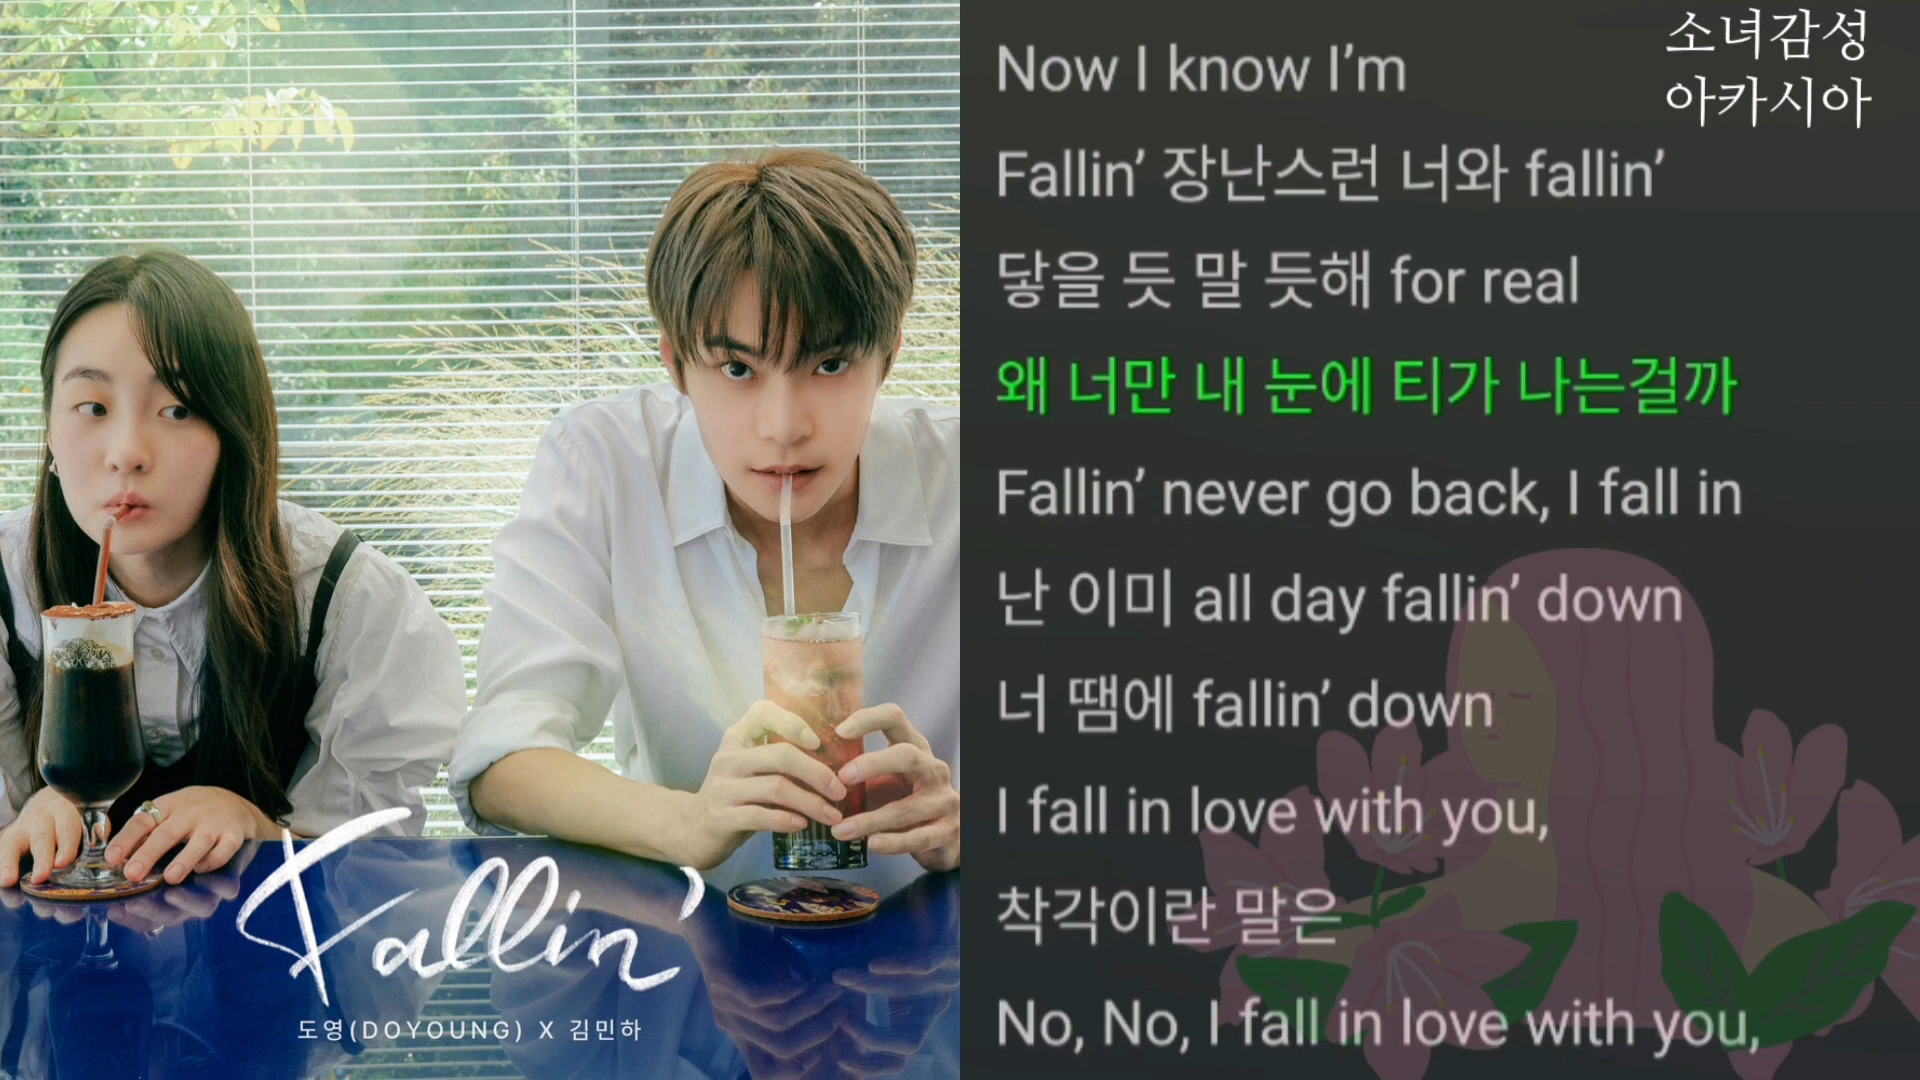 Fallin’
도영(DOYOUNG) X 김민하
소녀감성
아카시아
Now I know I’m
Fallin’ 장난스런 너와 fallin’
닿을 듯 말 듯해 for real
왜 너만 내 눈에 티가 나는걸까
Fallin’ never go back, I fall in
난 이미 all day fallin’ down
너 땜에 fallin’ down
I fall in love with you,
착각이란 말은
No, No, I fall in love with you,